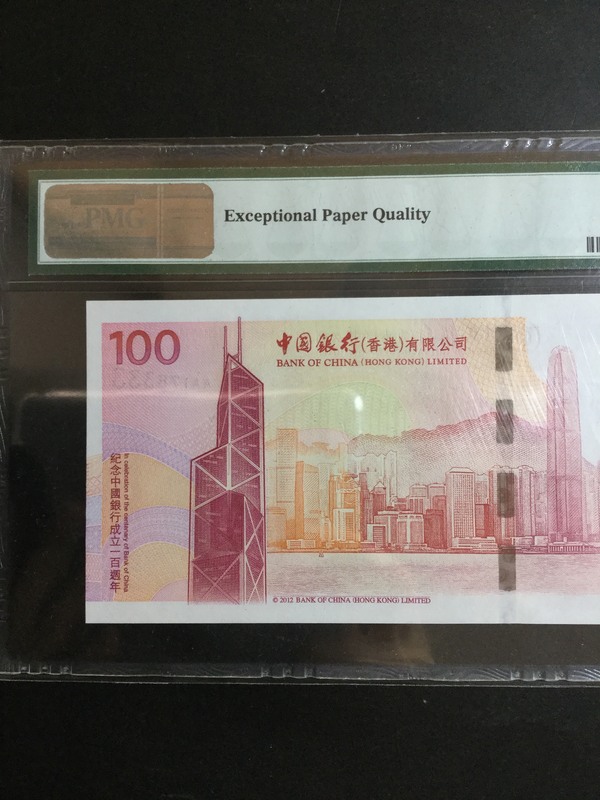 PMG
Exceptional Paper Quality
100
中國銀行(香港)有限公司
BANK OF CHINA (HONG KONG) LIMITED
In celebration of the centenary of Bank of China
紀念中國銀行成立一百週年
© 2012 BANK OF CHINA (HONG KONG) LIMITED